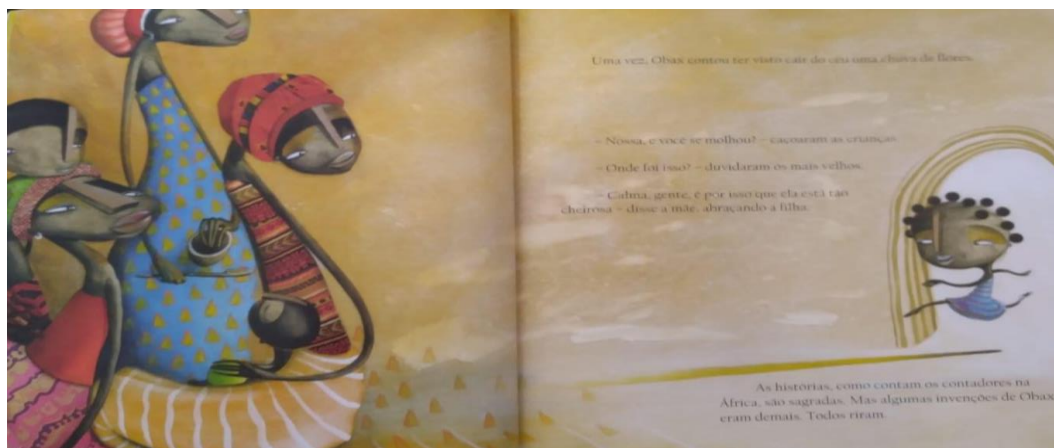 Uma vez, Obax contou ter visto cair do céu uma chuva de flores.
– Nossa, e você se molhou? – caçoaram as crianças.
– Onde foi isso? – duvidaram os mais velhos.
– Calma, gente, é por isso que ela está tão
cheirosa – disse a mãe, abraçando a filha.
As histórias, como contam os contadores na
África, são sagradas. Mas algumas invenções de Obax
eram demais. Todos riram.